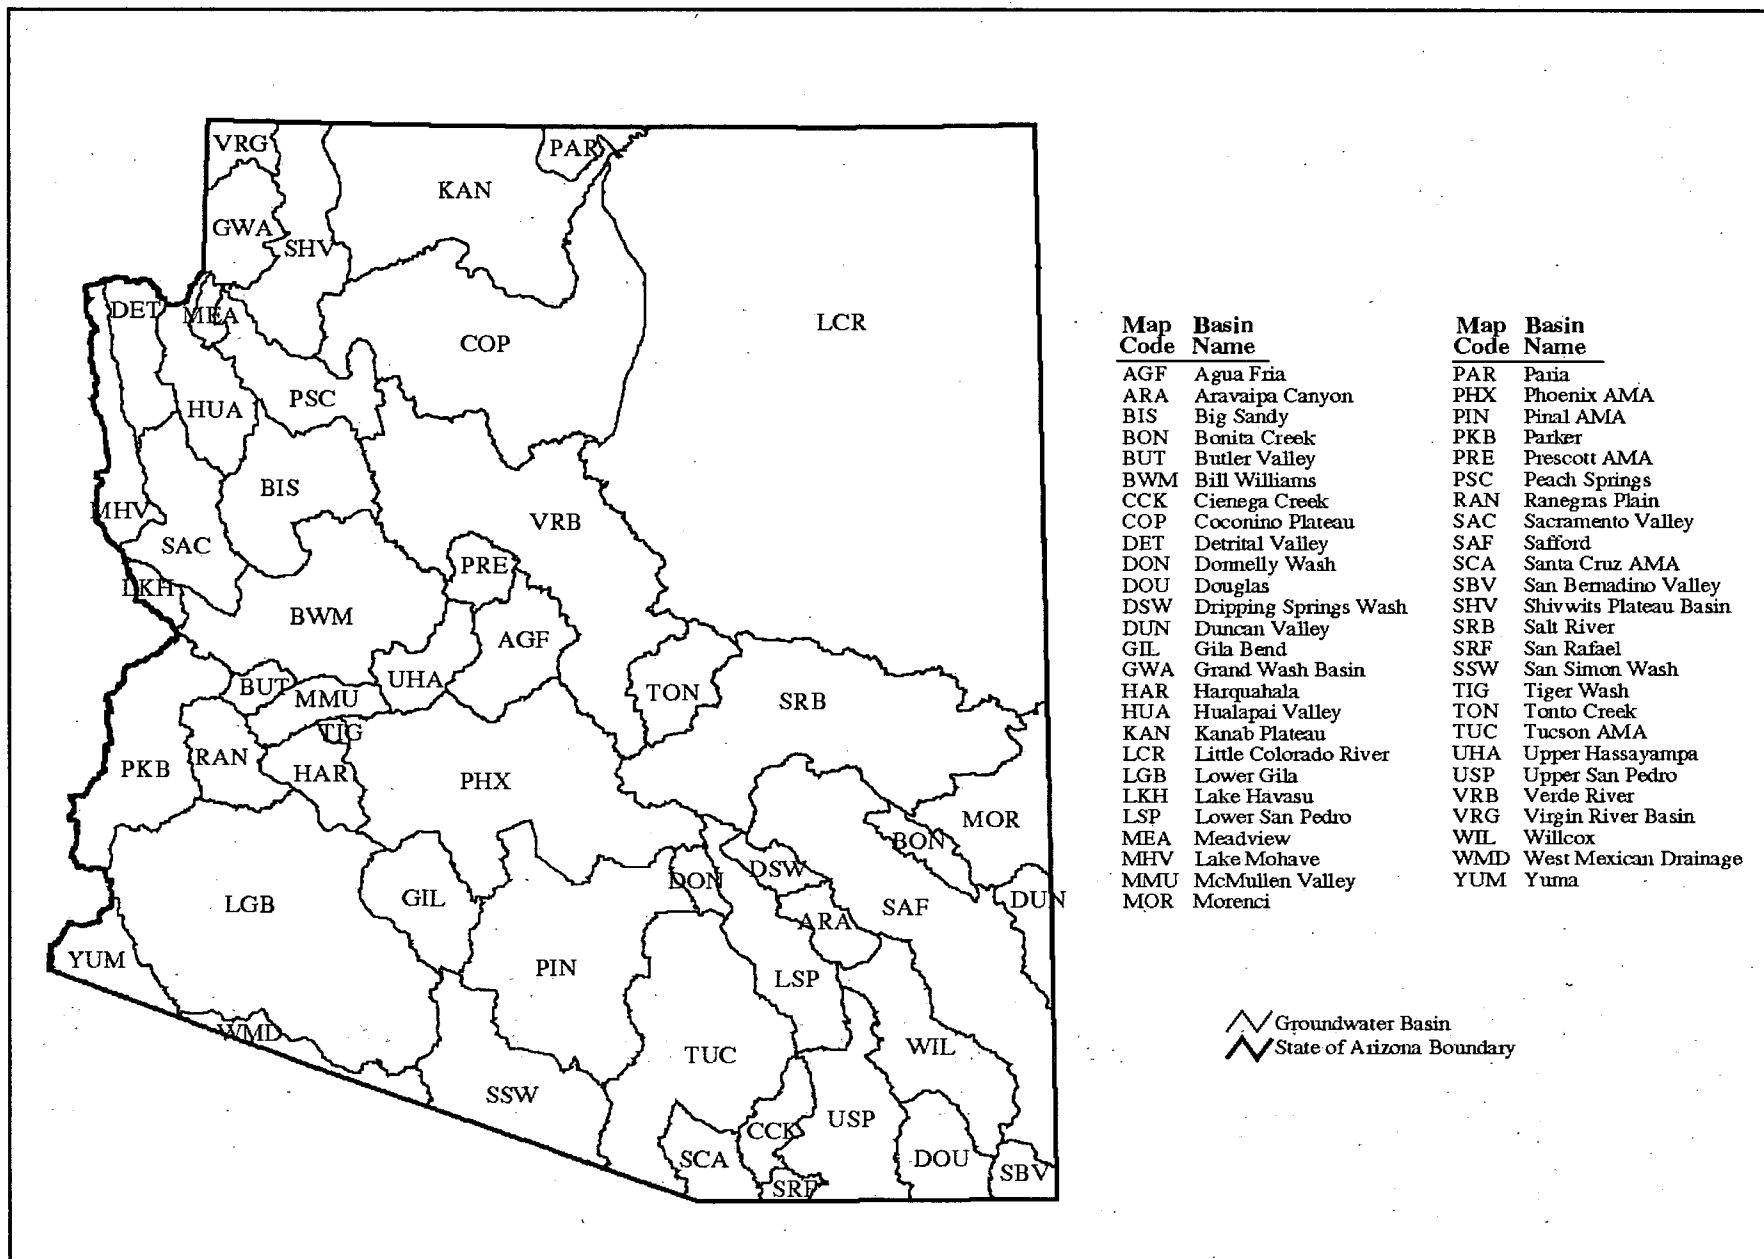 VRG
PAR
KAN
GWA
SHV
DET
MEA
LCR
COP
PSC
HUA
BIS
MHV
VRB
SAC
PRE
LKH
BWM
AGF
UHA
BUT
MMU
TON
SRB
TIG
RAN
PKB
HAR
PHX
MOR
BON
DSW
DON
GIL
LGB
SAF
DUN
ARA
YUM
PIN
LSP
WMD
TUC
WIL
SSW
USP
CCK
SCA
DOU
SBV
SRF
Map Basin
Code Name
AGF Agua Fria
ARA Aravaipa Canyon
BIS Big Sandy
BON Bonita Creek
BUT Butler Valley
BWM Bill Williams
CCK Cienega Creek
COP Coconino Plateau
DET Detrital Valley
DON Donnelly Wash
DOU Douglas
DSW Dripping Springs Wash
DUN Duncan Valley
GIL Gila Bend
GWA Grand Wash Basin
HAR Harquahala
HUA Hualapai Valley
KAN Kanab Plateau
LCR Little Colorado River
LGB Lower Gila
LKH Lake Havasu
LSP Lower San Pedro
MEA Meadview
MHV Lake Mohave
MMU McMullen Valley
MOR Morenci
Map Basin
Code Name
PAR Paria
PHX Phoenix AMA
PIN Pinal AMA
PKB Parker
PRE Prescott AMA
PSC Peach Springs
RAN Ranegras Plain
SAC Sacramento Valley
SAF Safford
SCA Santa Cruz AMA
SBV San Bernadino Valley
SHV Shivwits Plateau Basin
SRB Salt River
SRF San Rafael
SSW San Simon Wash
TIG Tiger Wash
TON Tonto Creek
TUC Tucson AMA
UHA Upper Hassayampa
USP Upper San Pedro
VRB Verde River
VRG Virgin River Basin
WIL Willcox
WMD West Mexican Drainage
YUM Yuma
Groundwater Basin
State of Arizona Boundary